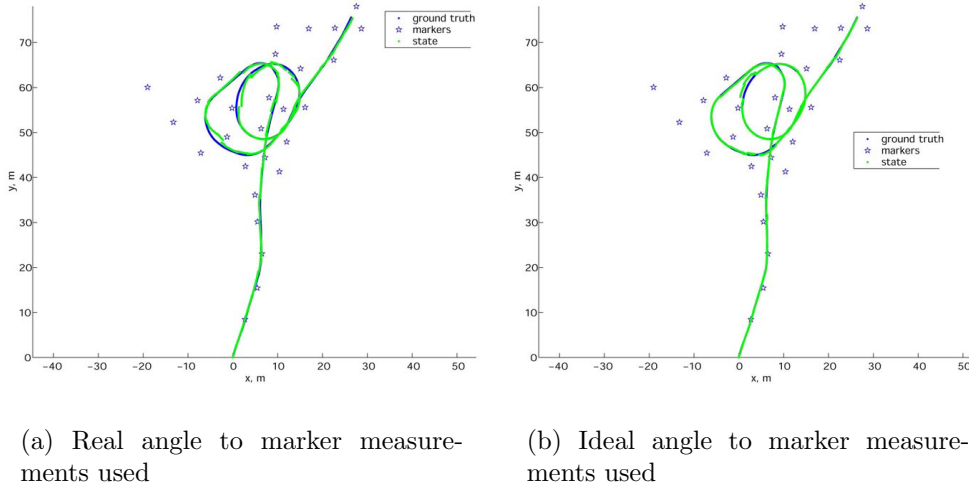 ground truth
markers
state
70
60
50
40
30
20
10
0
y, m
−40 −30 −20 −10 0 10 20 30 40 50
x, m
ground truth
markers
state
70
60
50
40
30
20
10
0
y, m
−40 −30 −20 −10 0 10 20 30 40 50
x, m
(a) Real angle to marker measure-
ments used
(b) Ideal angle to marker measure-
ments used